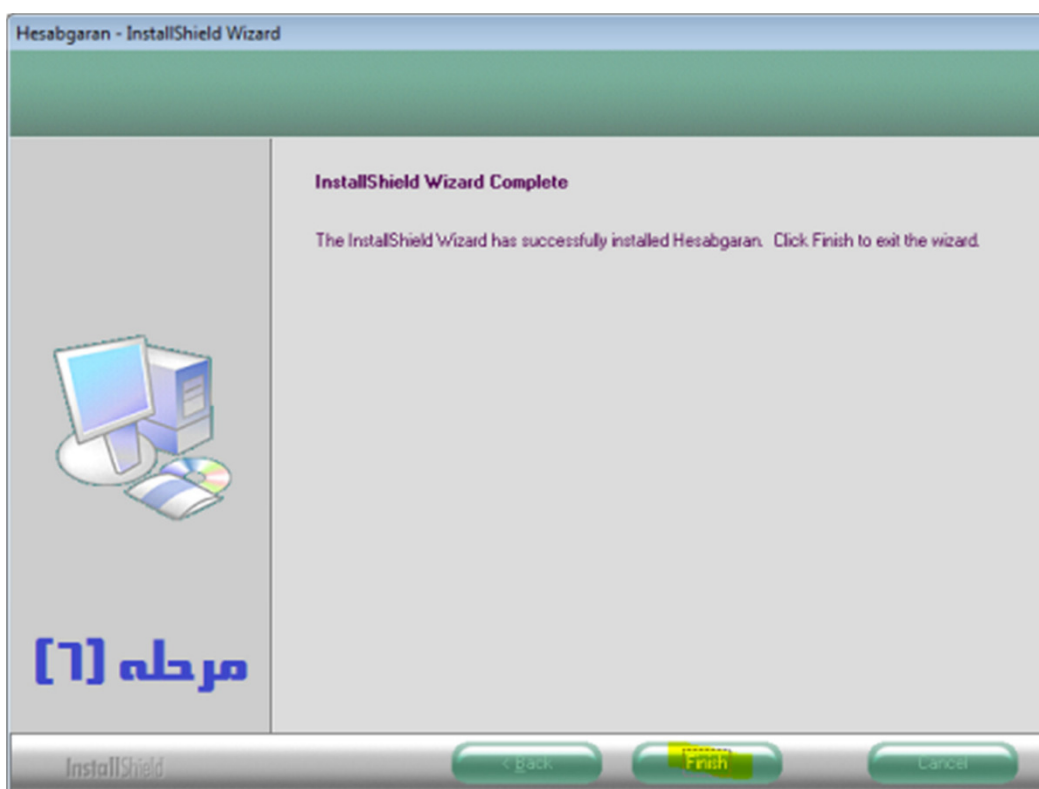 Hesabgaran - InstallShield Wizard
InstallShield Wizard Complete
The InstallShield Wizard has successfully installed Hesabgaran. Click Finish to exit the wizard.
مرحله [٦]
InstallShield
< Back
Finish
Cancel